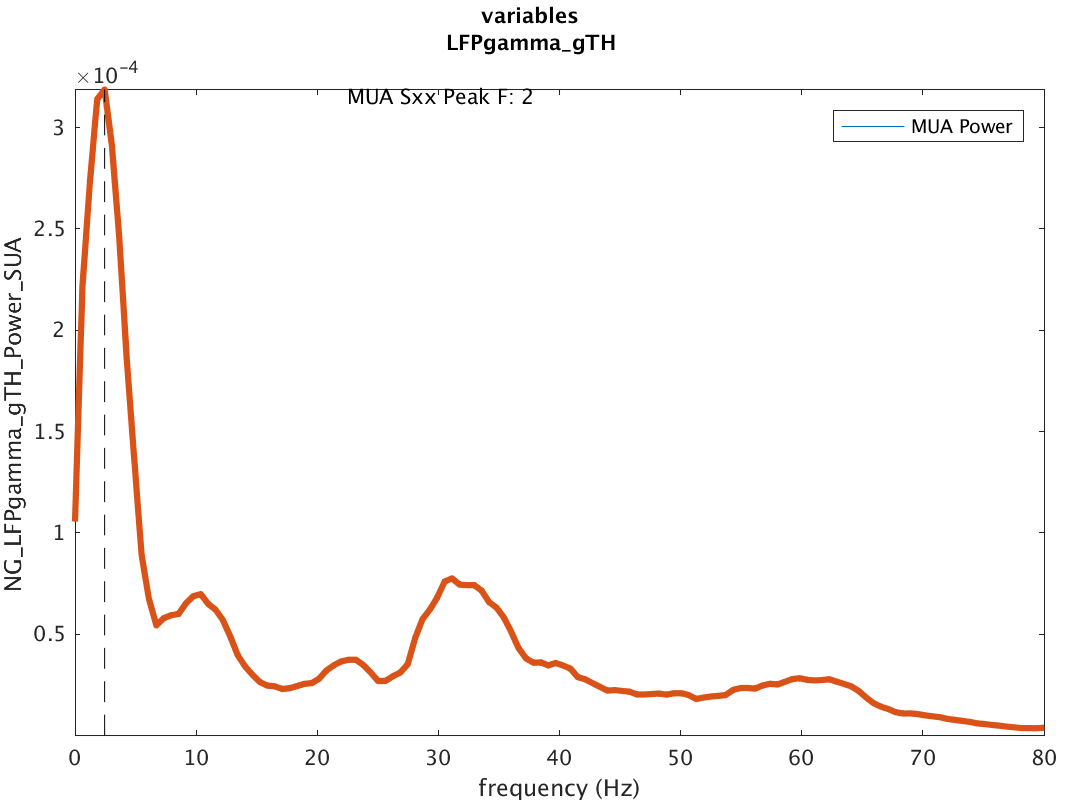 variables
LFPgamma_gTH
×10⁻⁴
MUA Sxx Peak F: 2
MUA Power
3
2.5
2
1.5
1
0.5
NG_LFPgamma_gTH_Power_SUA
0 10 20 30 40 50 60 70 80
frequency (Hz)